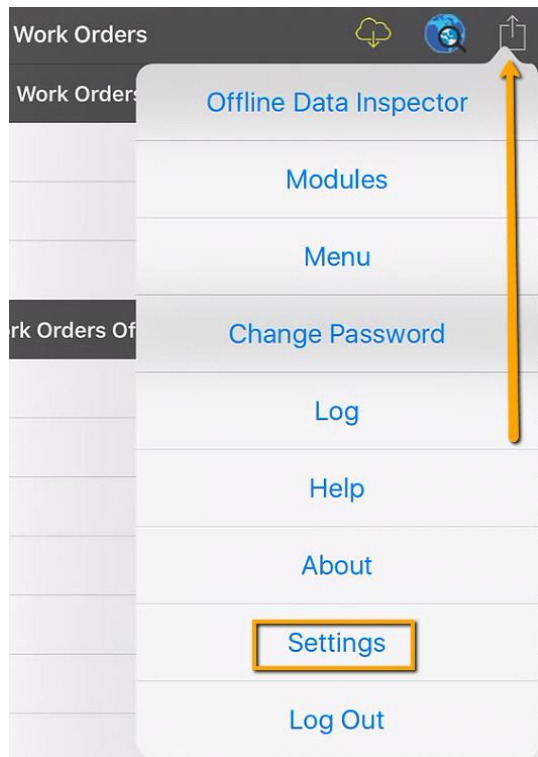 Work Orders
Work Orders
Offline Data Inspector
Modules
Menu
rk Orders Of
Change Password
Log
Help
About
Settings
Log Out